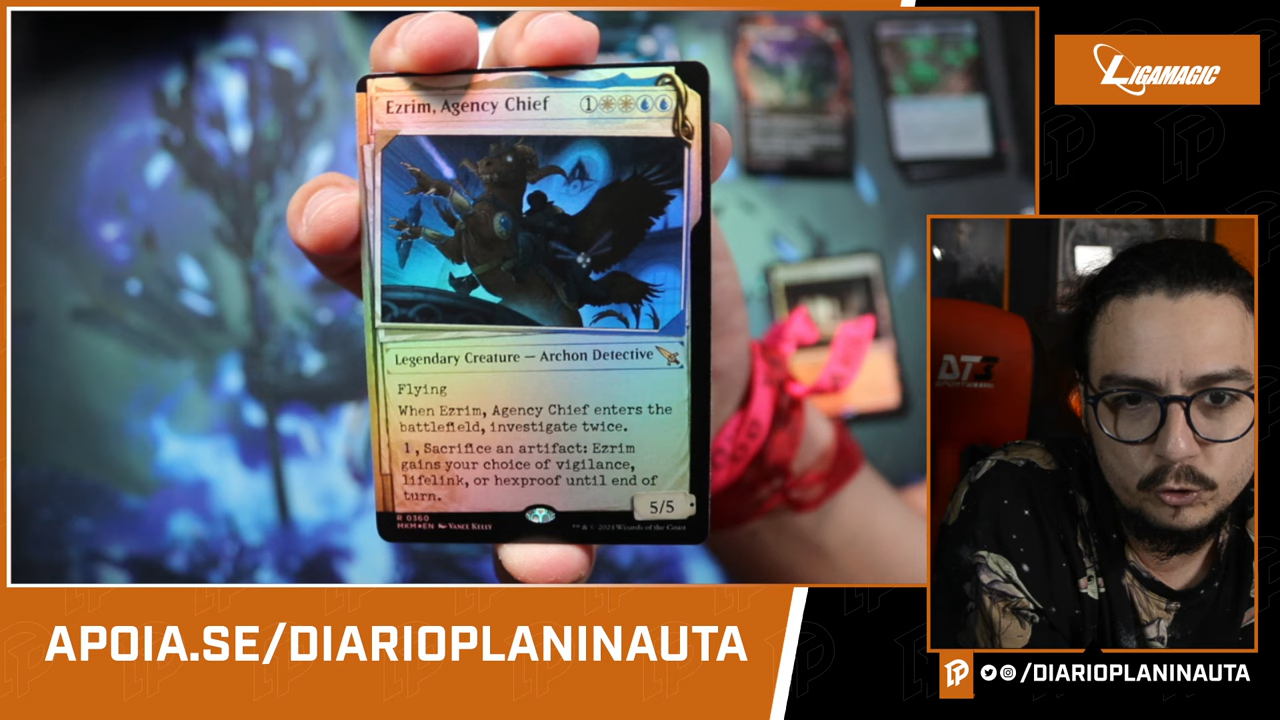 Ezrim, Agency Chief
1
Legendary Creature — Archon Detective
Flying
When Ezrim, Agency Chief enters the
battlefield, investigate twice.
1, Sacrifice an artifact: Ezrim
gains your choice of vigilance,
lifelink, or hexproof until end of
turn.
5/5
R 0360
MKM★EN Vance Kelly
™ & © 2024 Wizards of the Coast
LIGAMAGIC
DT3
APOIA.SE/DIARIOPLANINAUTA
/DIARIOPLANINAUTA